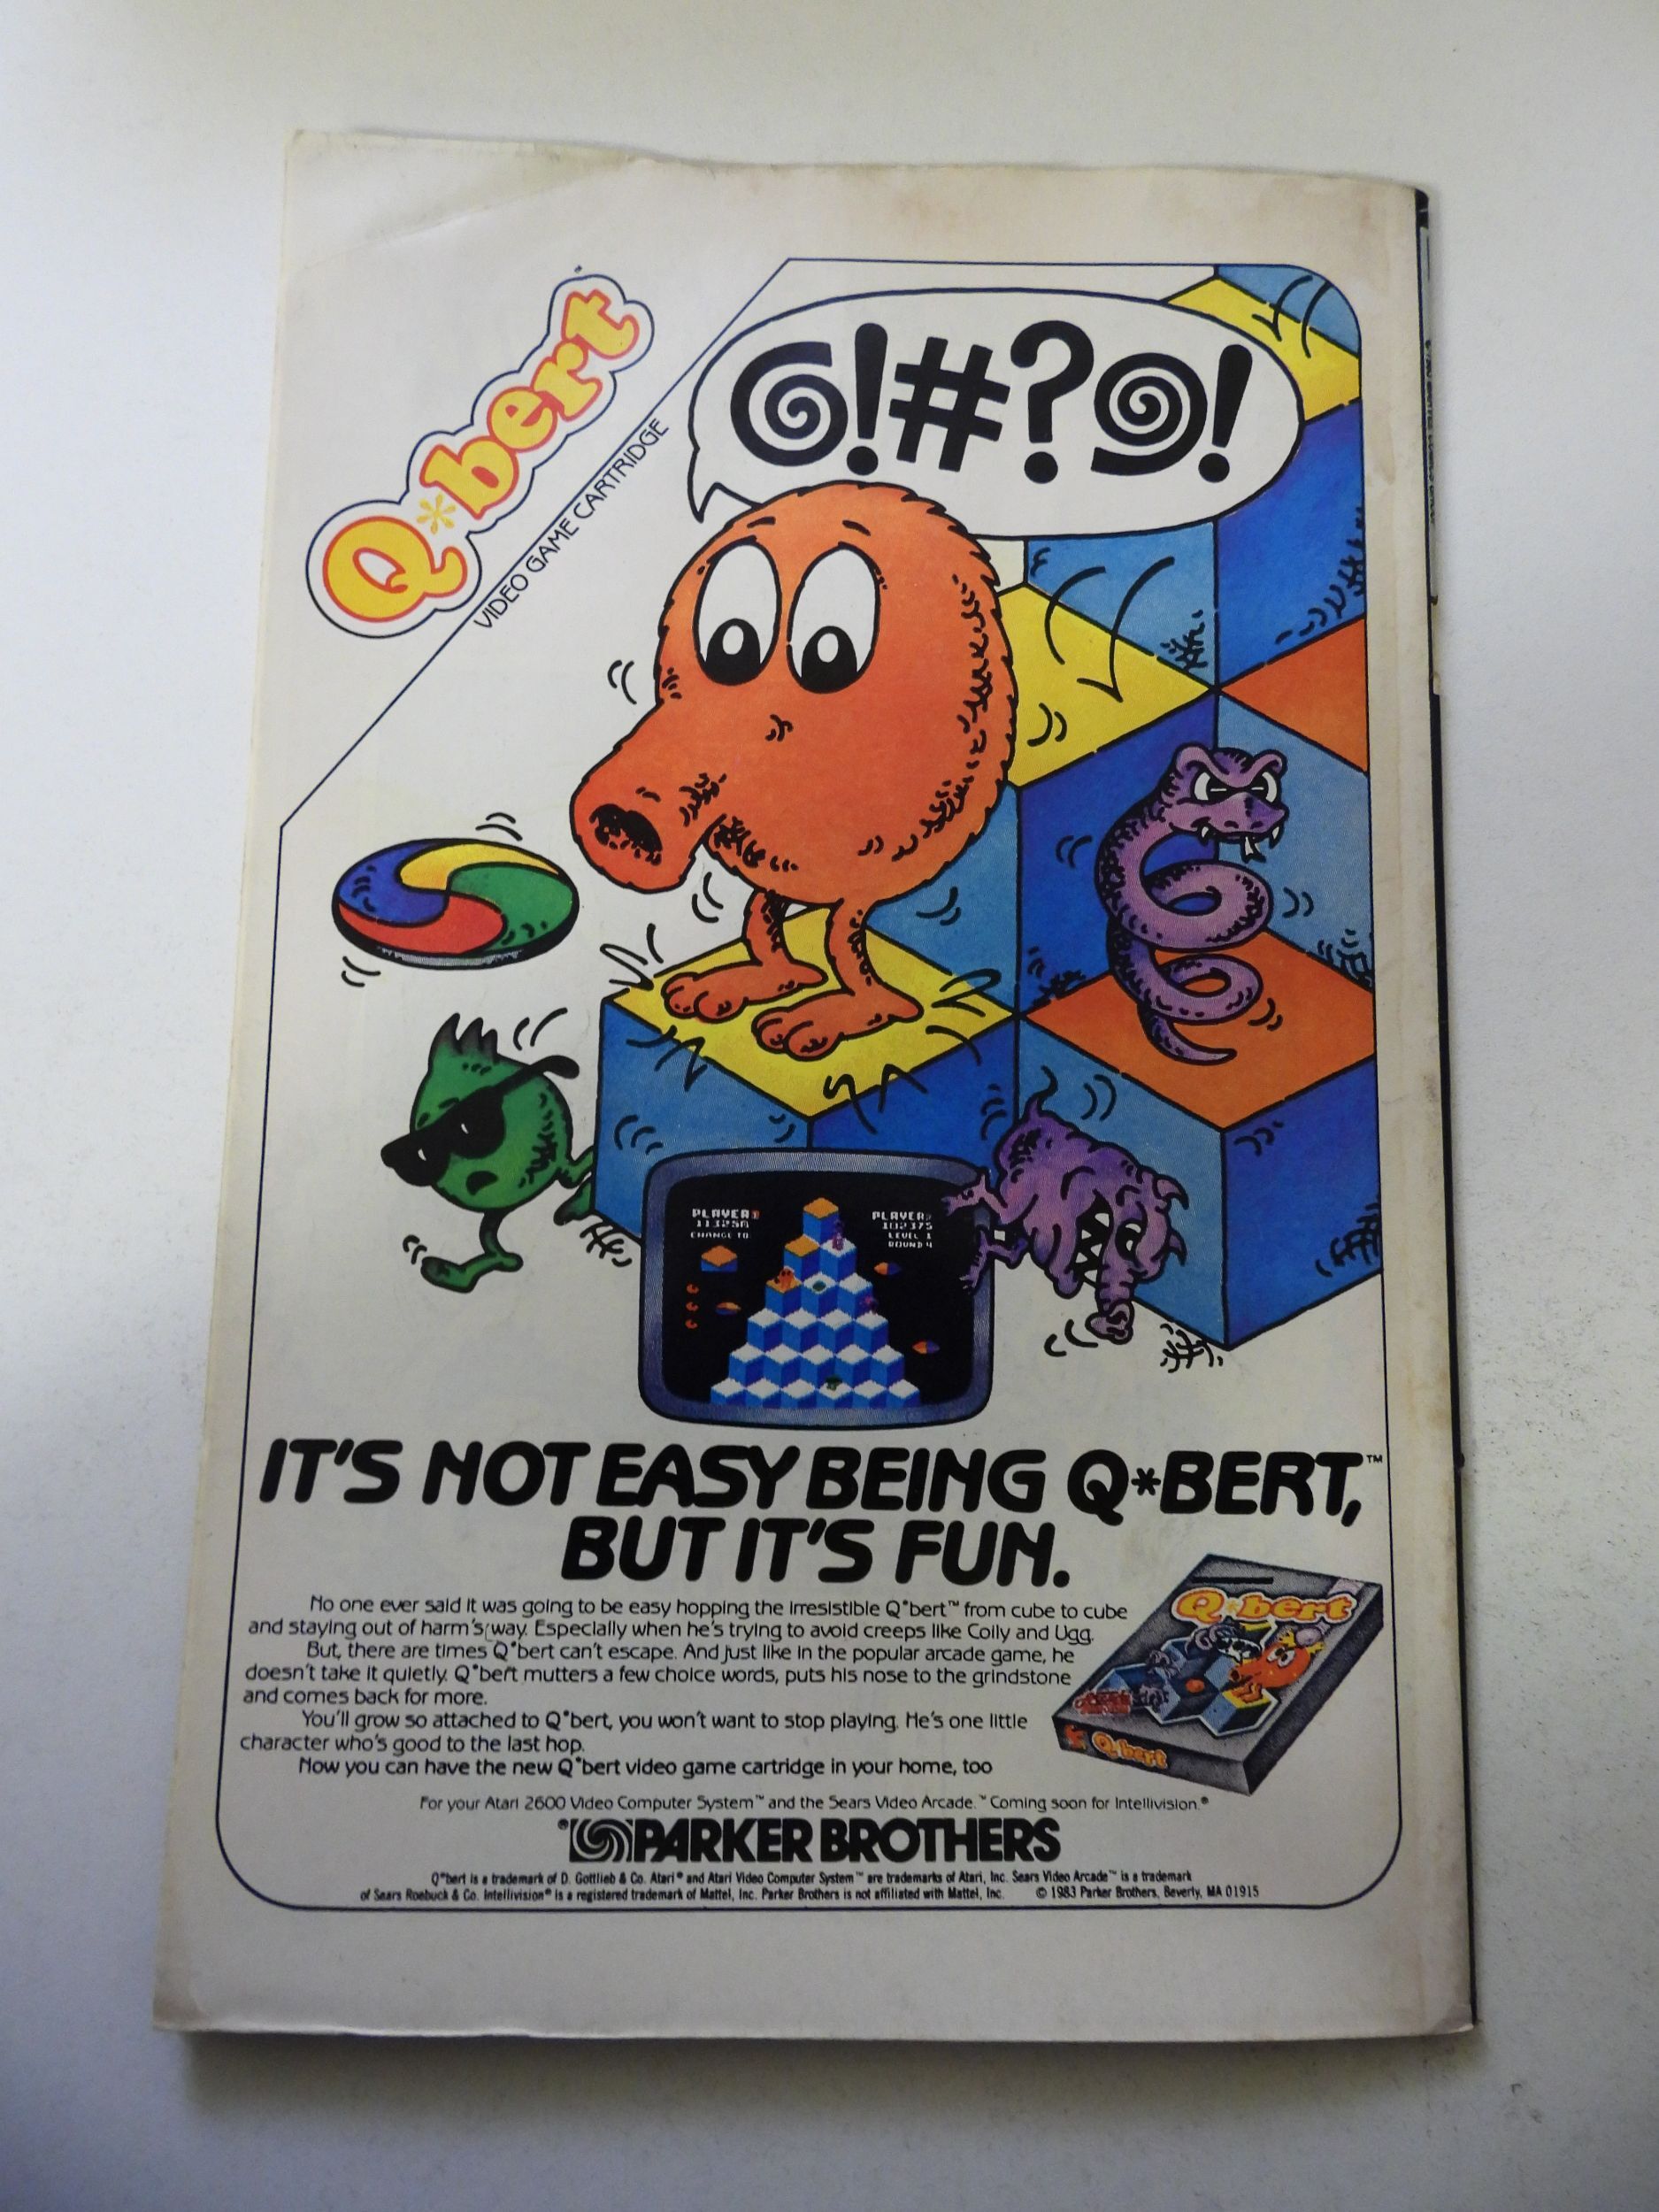 Q*bert
VIDEO GAME CARTRIDGE
@!#?@!
PLAYER1
PLAYER2
113250
102375
CHANGE TO
LEVEL 1
ROUND 4
IT'S NOT EASY BEING Q*BERT,™
BUT IT'S FUN.
No one ever said it was going to be easy hopping the irresistible Q*bert™ from cube to cube
and staying out of harm's way. Especially when he's trying to avoid creeps like Coily and Ugg.
But, there are times Q*bert can't escape. And just like in the popular arcade game, he
doesn't take it quietly. Q*bert mutters a few choice words, puts his nose to the grindstone
and comes back for more.
You'll grow so attached to Q*bert, you won't want to stop playing. He's one little
character who's good to the last hop.
Now you can have the new Q*bert video game cartridge in your home, too
Q*bert
Q*bert
For your Atari 2600 Video Computer System™ and the Sears Video Arcade.™ Coming soon for Intellivision.®
PARKER BROTHERS
Q*bert is a trademark of D. Gottlieb & Co. Atari® and Atari Video Computer System™ are trademarks of Atari, Inc. Sears Video Arcade™ is a trademark
of Sears Roebuck & Co. Intellivision® is a registered trademark of Mattel, Inc. Parker Brothers is not affiliated with Mattel, Inc. © 1983 Parker Brothers, Beverly, MA 01915